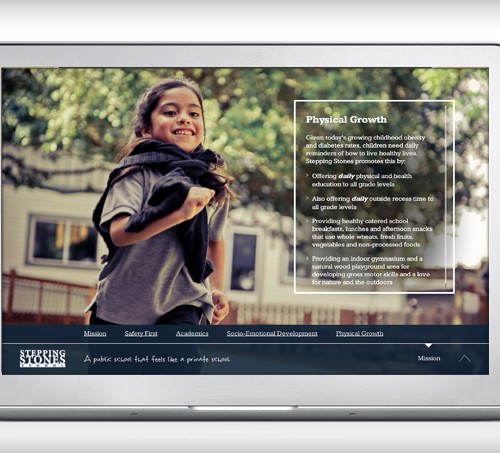 Physical Growth
Given today's growing childhood obesity
and diabetes rates, children need daily
reminders of how to live healthy lives.
Stepping Stones promotes this by:
Offering daily physical and health
education to all grade levels
Also offering daily outside recess time to
all grade levels
Providing healthy catered school
breakfasts, lunches and afternoon snacks
that use whole wheats, fresh fruits,
vegetables and non-processed foods
Providing an indoor gymnasium and a
natural wood playground area for
developing gross motor skills and a love
for nature and the outdoors
Mission Safety First Academics Socio-Emotional Development Physical Growth
STEPPING
STONES
SCHOOL
A public school that feels like a private school.
Mission